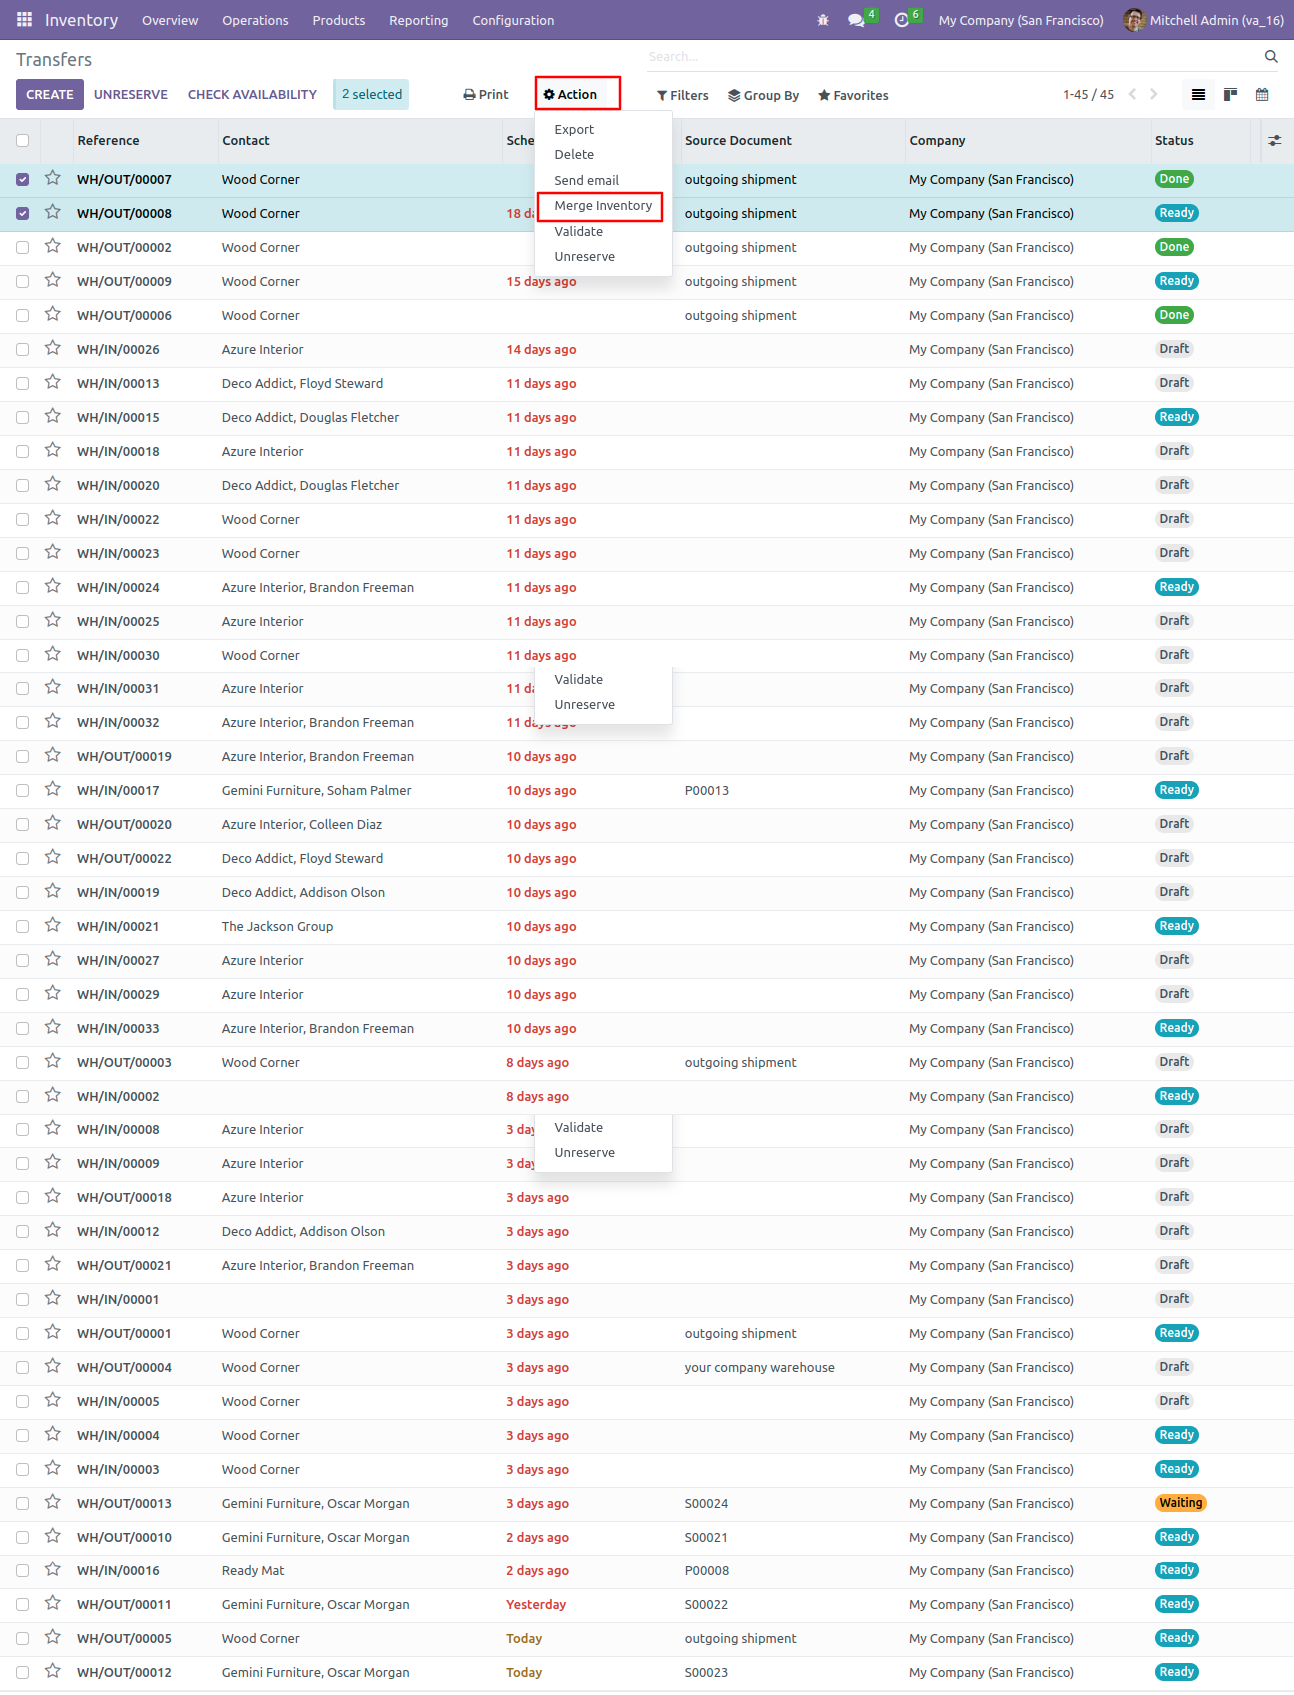 Inventory Overview Operations Products Reporting Configuration 4 6 My Company (San Francisco) Mitchell Admin (va_16)
Transfers Search...
CREATE UNRESERVE CHECK AVAILABILITY 2 selected Print Action Filters Group By Favorites 1-45 / 45
Reference Contact Sche Source Document Company Status
Export
Delete
Send email
Merge Inventory
Validate
Unreserve
WH/OUT/00007 Wood Corner outgoing shipment My Company (San Francisco) Done
WH/OUT/00008 Wood Corner 18 da outgoing shipment My Company (San Francisco) Ready
WH/OUT/00002 Wood Corner outgoing shipment My Company (San Francisco) Done
WH/OUT/00009 Wood Corner 15 days ago outgoing shipment My Company (San Francisco) Ready
WH/OUT/00006 Wood Corner outgoing shipment My Company (San Francisco) Done
WH/IN/00026 Azure Interior 14 days ago My Company (San Francisco) Draft
WH/IN/00013 Deco Addict, Floyd Steward 11 days ago My Company (San Francisco) Draft
WH/IN/00015 Deco Addict, Douglas Fletcher 11 days ago My Company (San Francisco) Ready
WH/IN/00018 Azure Interior 11 days ago My Company (San Francisco) Draft
WH/IN/00020 Deco Addict, Douglas Fletcher 11 days ago My Company (San Francisco) Draft
WH/IN/00022 Wood Corner 11 days ago My Company (San Francisco) Draft
WH/IN/00023 Wood Corner 11 days ago My Company (San Francisco) Draft
WH/IN/00024 Azure Interior, Brandon Freeman 11 days ago My Company (San Francisco) Ready
WH/IN/00025 Azure Interior 11 days ago My Company (San Francisco) Draft
WH/IN/00030 Wood Corner 11 days ago My Company (San Francisco) Draft
Validate
Unreserve
WH/IN/00031 Azure Interior 11 d My Company (San Francisco) Draft
WH/IN/00032 Azure Interior, Brandon Freeman 11 days ago My Company (San Francisco) Draft
WH/OUT/00019 Azure Interior, Brandon Freeman 10 days ago My Company (San Francisco) Draft
WH/IN/00017 Gemini Furniture, Soham Palmer 10 days ago P00013 My Company (San Francisco) Ready
WH/OUT/00020 Azure Interior, Colleen Diaz 10 days ago My Company (San Francisco) Draft
WH/OUT/00022 Deco Addict, Floyd Steward 10 days ago My Company (San Francisco) Draft
WH/IN/00019 Deco Addict, Addison Olson 10 days ago My Company (San Francisco) Draft
WH/IN/00021 The Jackson Group 10 days ago My Company (San Francisco) Ready
WH/IN/00027 Azure Interior 10 days ago My Company (San Francisco) Draft
WH/IN/00029 Azure Interior 10 days ago My Company (San Francisco) Draft
WH/IN/00033 Azure Interior, Brandon Freeman 10 days ago My Company (San Francisco) Ready
WH/OUT/00003 Wood Corner 8 days ago outgoing shipment My Company (San Francisco) Draft
WH/IN/00002 8 days ago My Company (San Francisco) Ready
Validate
Unreserve
WH/IN/00008 Azure Interior 3 day My Company (San Francisco) Draft
WH/IN/00009 Azure Interior 3 day My Company (San Francisco) Draft
WH/OUT/00018 Azure Interior 3 days ago My Company (San Francisco) Draft
WH/IN/00012 Deco Addict, Addison Olson 3 days ago My Company (San Francisco) Draft
WH/OUT/00021 Azure Interior, Brandon Freeman 3 days ago My Company (San Francisco) Draft
WH/IN/00001 3 days ago My Company (San Francisco) Draft
WH/OUT/00001 Wood Corner 3 days ago outgoing shipment My Company (San Francisco) Ready
WH/OUT/00004 Wood Corner 3 days ago your company warehouse My Company (San Francisco) Draft
WH/IN/00005 Wood Corner 3 days ago My Company (San Francisco) Draft
WH/IN/00004 Wood Corner 3 days ago My Company (San Francisco) Ready
WH/IN/00003 Wood Corner 3 days ago My Company (San Francisco) Ready
WH/OUT/00013 Gemini Furniture, Oscar Morgan 3 days ago S00024 My Company (San Francisco) Waiting
WH/OUT/00010 Gemini Furniture, Oscar Morgan 2 days ago S00021 My Company (San Francisco) Ready
WH/IN/00016 Ready Mat 2 days ago P00008 My Company (San Francisco) Ready
WH/OUT/00011 Gemini Furniture, Oscar Morgan Yesterday S00022 My Company (San Francisco) Ready
WH/OUT/00005 Wood Corner Today outgoing shipment My Company (San Francisco) Ready
WH/OUT/00012 Gemini Furniture, Oscar Morgan Today S00023 My Company (San Francisco) Ready